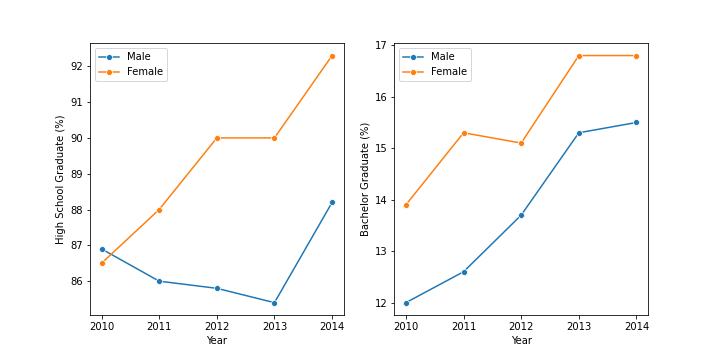 Male
Female
High School Graduate (%)
92
91
90
89
88
87
86
2010 2011 2012 2013 2014
Year
Male
Female
Bachelor Graduate (%)
17
16
15
14
13
12
2010 2011 2012 2013 2014
Year